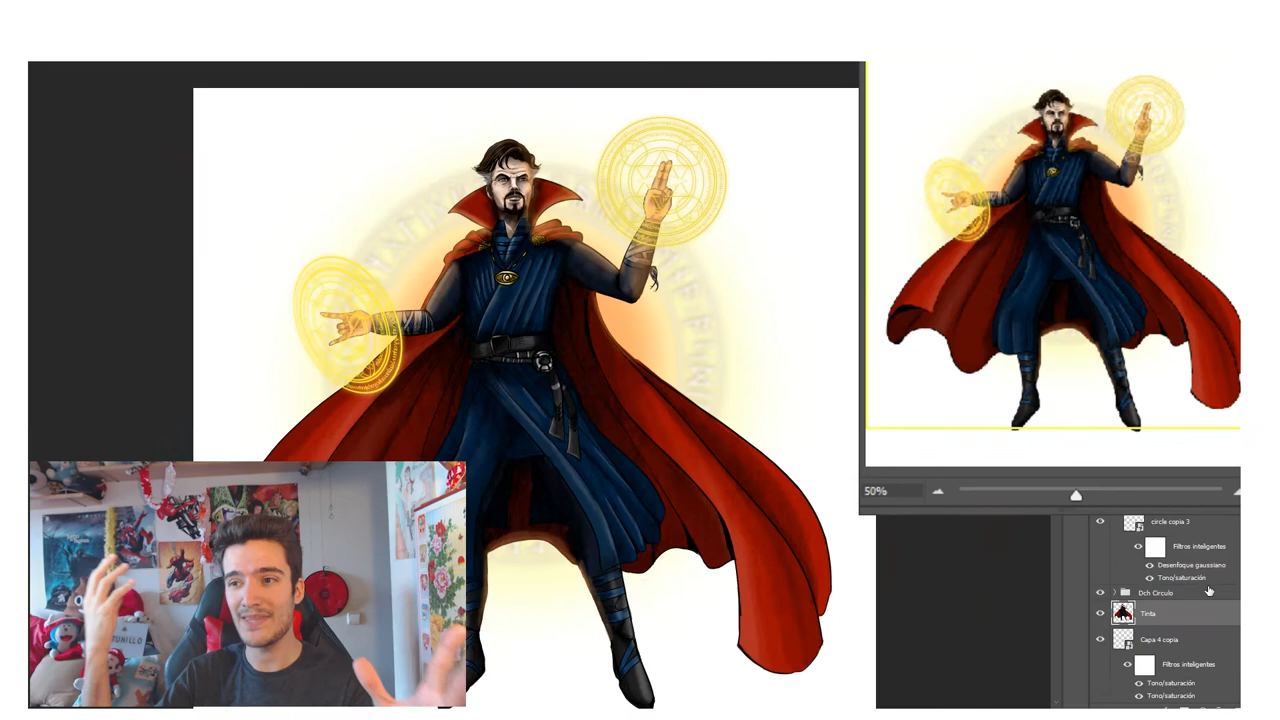 50%
circle copia 3
Filtros inteligentes
Desenfoque gaussiano
Tono/saturación
Dch Circulo
Tinta
Capa 4 copia
Filtros inteligentes
Tono/saturación
Tono/saturación